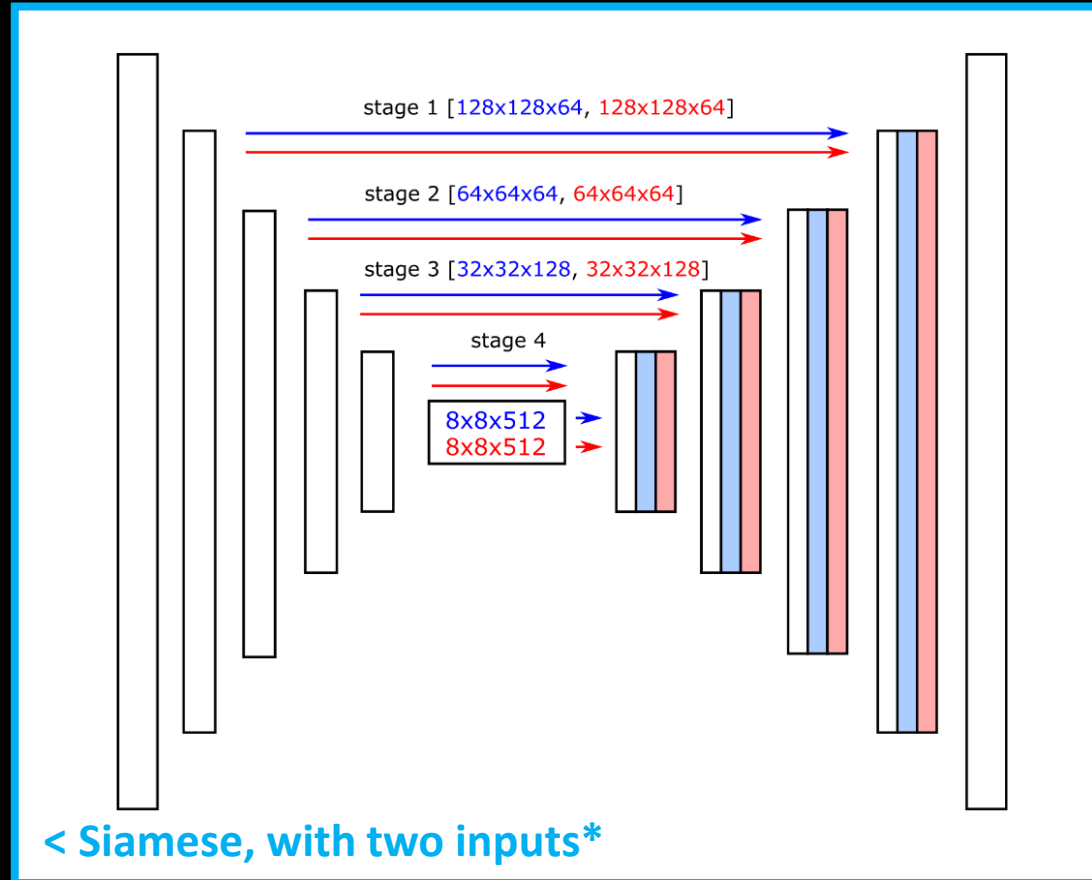 stage 1 [128x128x64, 128x128x64]
stage 2 [64x64x64, 64x64x64]
stage 3 [32x32x128, 32x32x128]
stage 4
8x8x512
8x8x512
< Siamese, with two inputs*